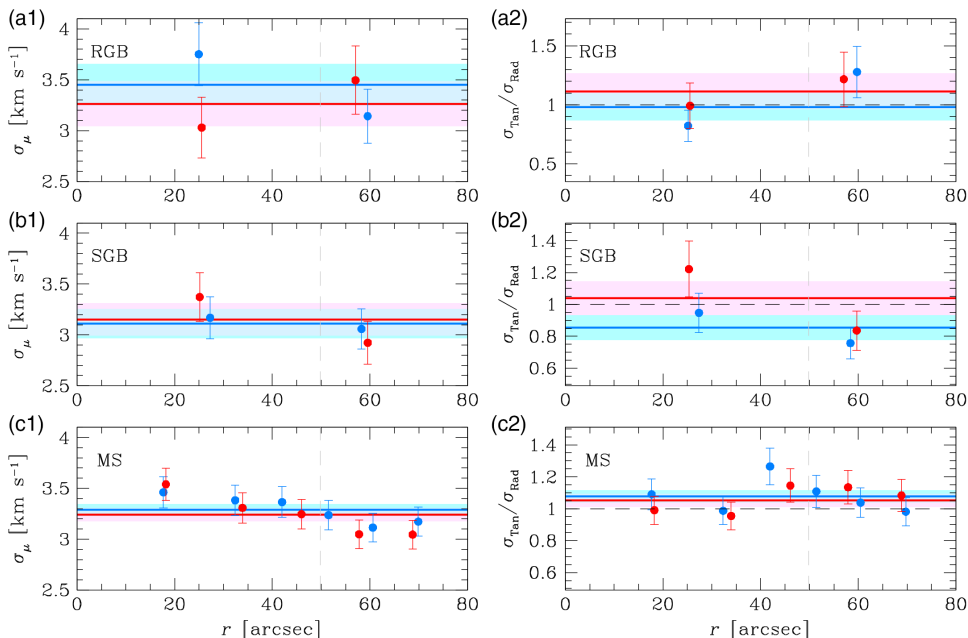 (a1) (a2)
RGB RGB
4 3.5 3 2.5
σμ [km s⁻¹]
0 20 40 60 80
1.5 1 0.5
σTan/σRad
0 20 40 60 80
(b1) (b2)
SGB SGB
4 3.5 3 2.5
σμ [km s⁻¹]
0 20 40 60 80
1.4 1.2 1 0.8 0.6
σTan/σRad
0 20 40 60 80
(c1) (c2)
MS MS
4 3.5 3 2.5
σμ [km s⁻¹]
0 20 40 60 80
r [arcsec]
1.4 1.2 1 0.8 0.6
σTan/σRad
0 20 40 60 80
r [arcsec]